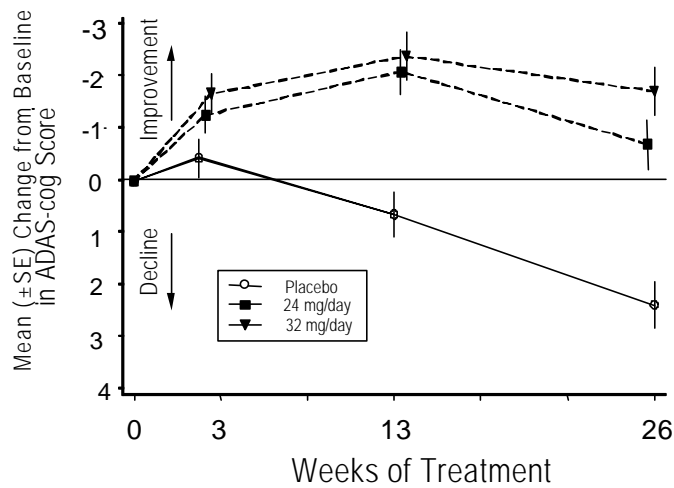 Mean (±SE) Change from Baseline
in ADAS-cog Score
-3
-2
-1
0
1
2
3
4
Improvement
Decline
Placebo
24 mg/day
32 mg/day
0 3 13 26
Weeks of Treatment